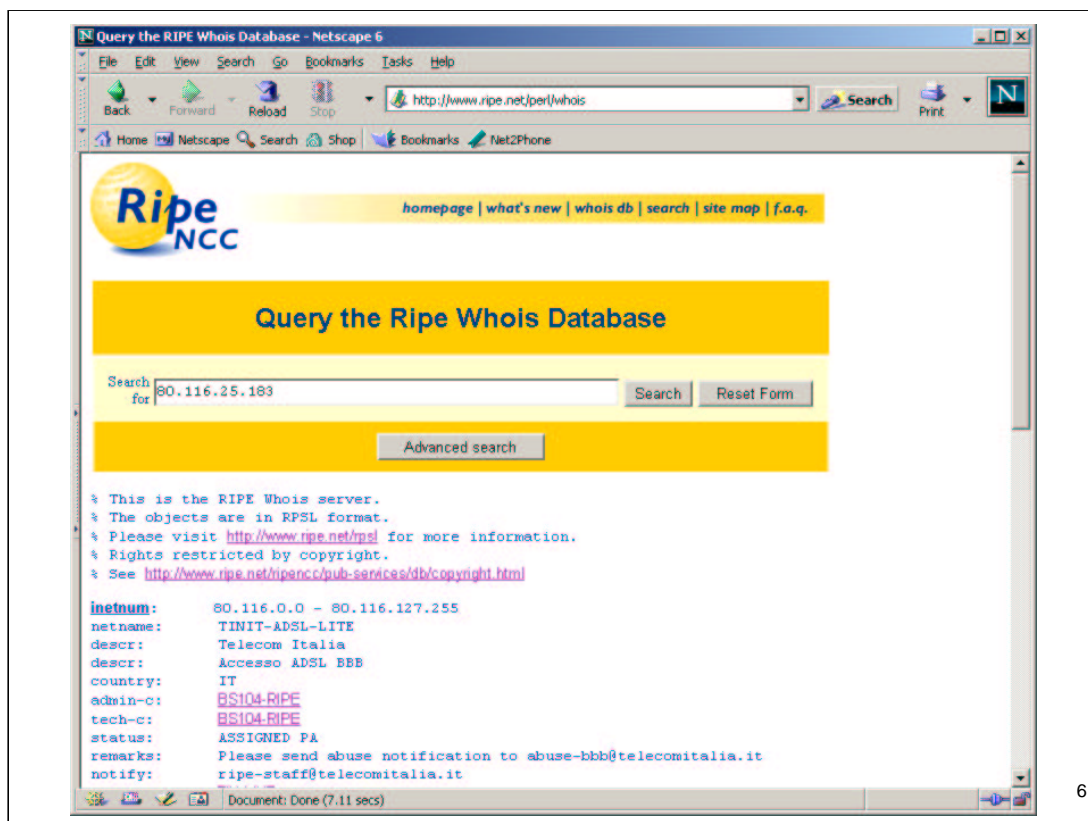 Query the RIPE Whois Database - Netscape 6
File Edit View Search Go Bookmarks Tasks Help
Back Forward Reload Stop http://www.ripe.net/perl/whois Search Print N
Home Netscape Search Shop Bookmarks Net2Phone
Ripe NCC
homepage | what's new | whois db | search | site map | f.a.q.
Query the Ripe Whois Database
Search for 80.116.25.183 Search Reset Form
Advanced search
% This is the RIPE Whois server.
% The objects are in RPSL format.
% Please visit http://www.ripe.net/rpsl for more information.
% Rights restricted by copyright.
% See http://www.ripe.net/ripencc/pub-services/db/copyright.html
inetnum: 80.116.0.0 - 80.116.127.255
netname: TINIT-ADSL-LITE
descr: Telecom Italia
descr: Accesso ADSL BBB
country: IT
admin-c: BS104-RIPE
tech-c: BS104-RIPE
status: ASSIGNED PA
remarks: Please send abuse notification to abuse-bbb@telecomitalia.it
notify: ripe-staff@telecomitalia.it
Document: Done (7.11 secs)
6